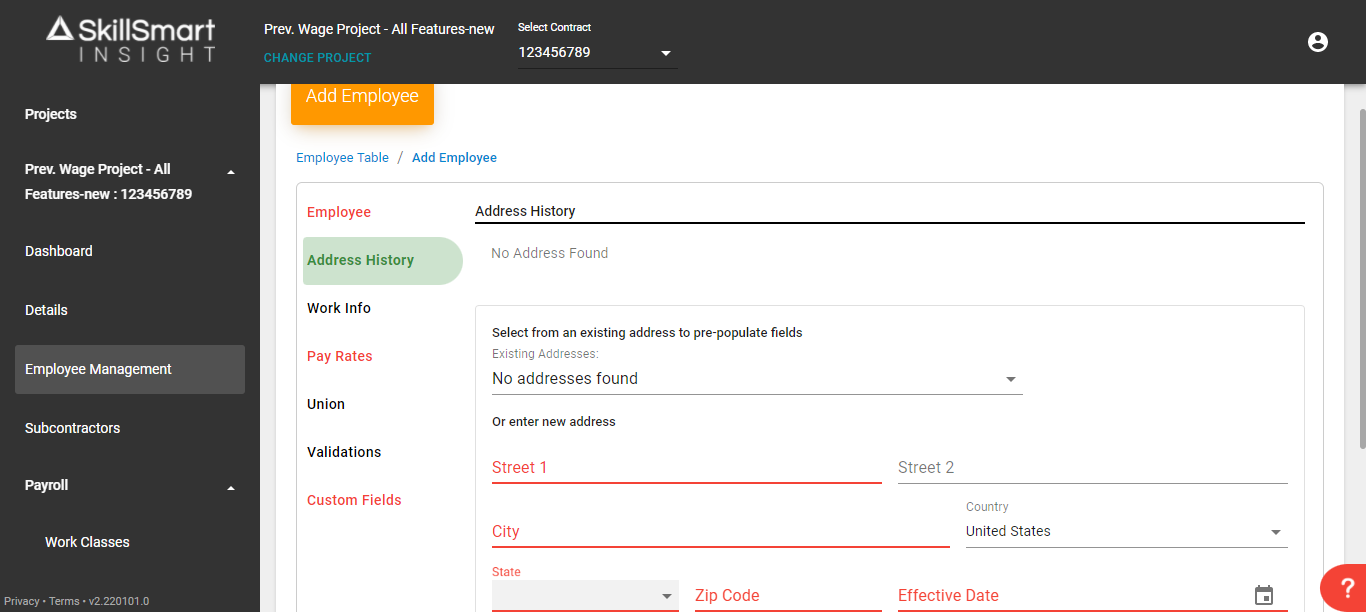 SkillSmart
INSIGHT
Prev. Wage Project - All Features-new
CHANGE PROJECT
Select Contract
123456789
Projects
Prev. Wage Project - All
Features-new : 123456789
Dashboard
Details
Employee Management
Subcontractors
Payroll
Work Classes
Privacy • Terms • v2.220101.0
Add Employee
Employee Table / Add Employee
Employee
Address History
Work Info
Pay Rates
Union
Validations
Custom Fields
Address History
No Address Found
Select from an existing address to pre-populate fields
Existing Addresses:
No addresses found
Or enter new address
Street 1
Street 2
City
Country
United States
State
Zip Code
Effective Date
?